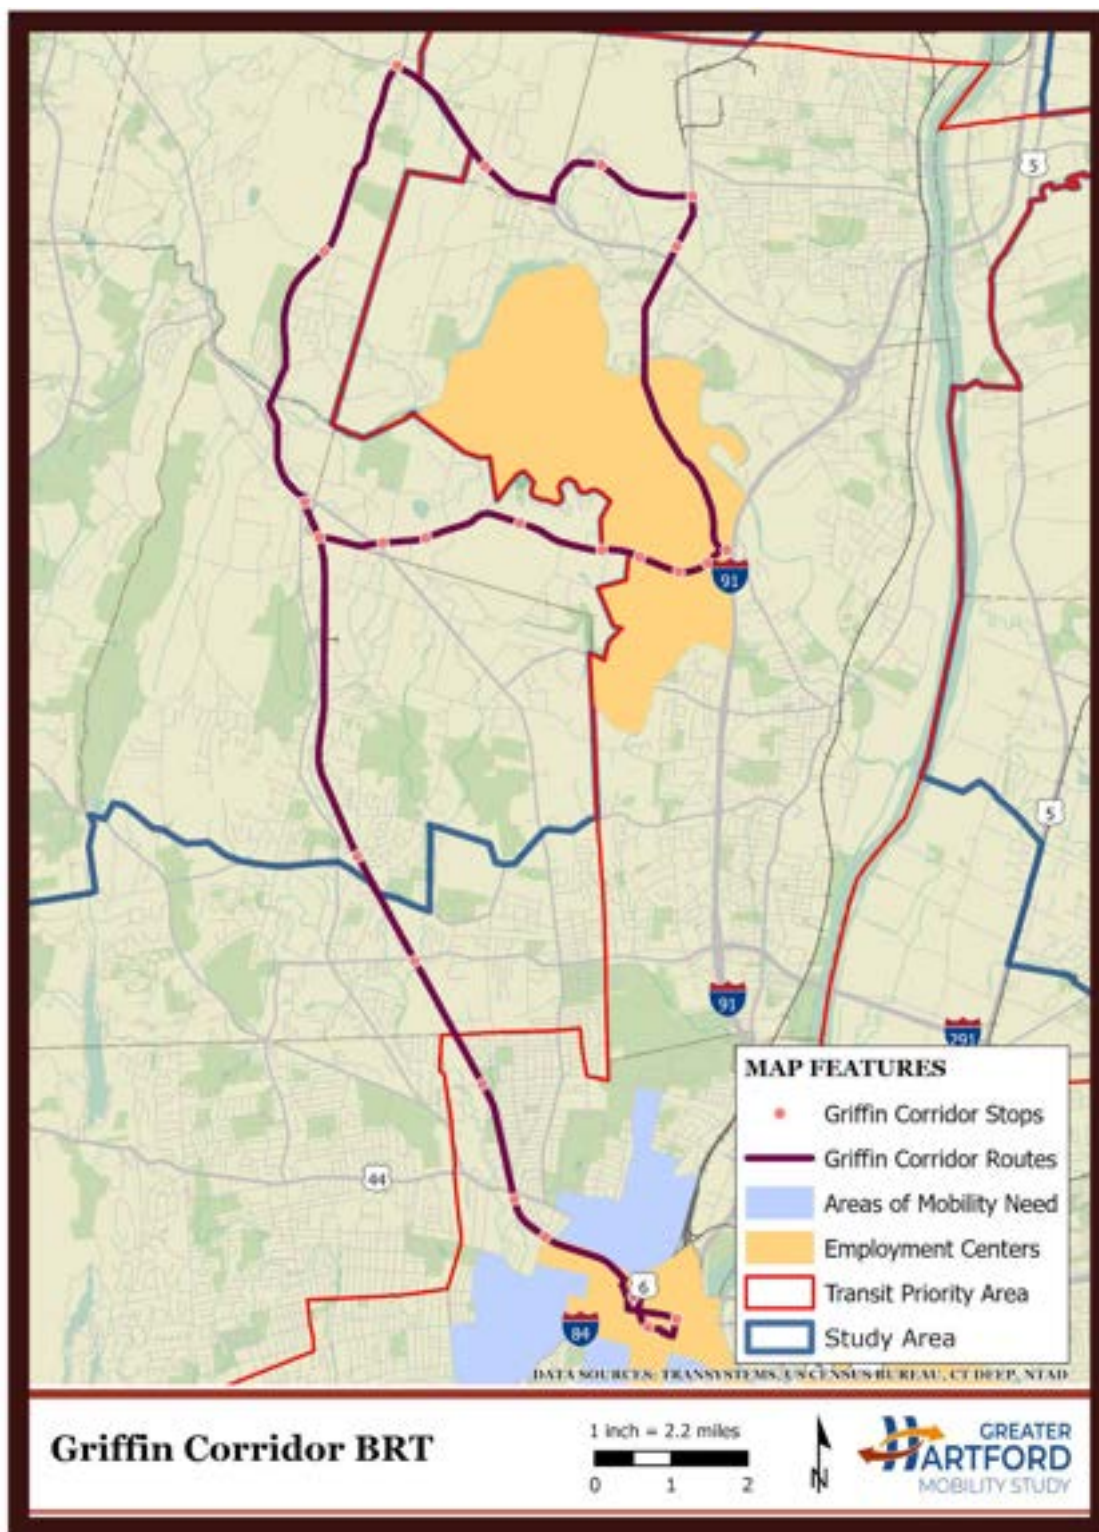 5
91
5
91
291
MAP FEATURES
Griffin Corridor Stops
Griffin Corridor Routes
Areas of Mobility Need
Employment Centers
Transit Priority Area
Study Area
44
6
84
DATA SOURCES: TRANSYSTEMS, US CENSUS BUREAU, CT DEEP, NTAD
Griffin Corridor BRT
1 inch = 2.2 miles
0 1 2
N
GREATER
HARTFORD
MOBILITY STUDY